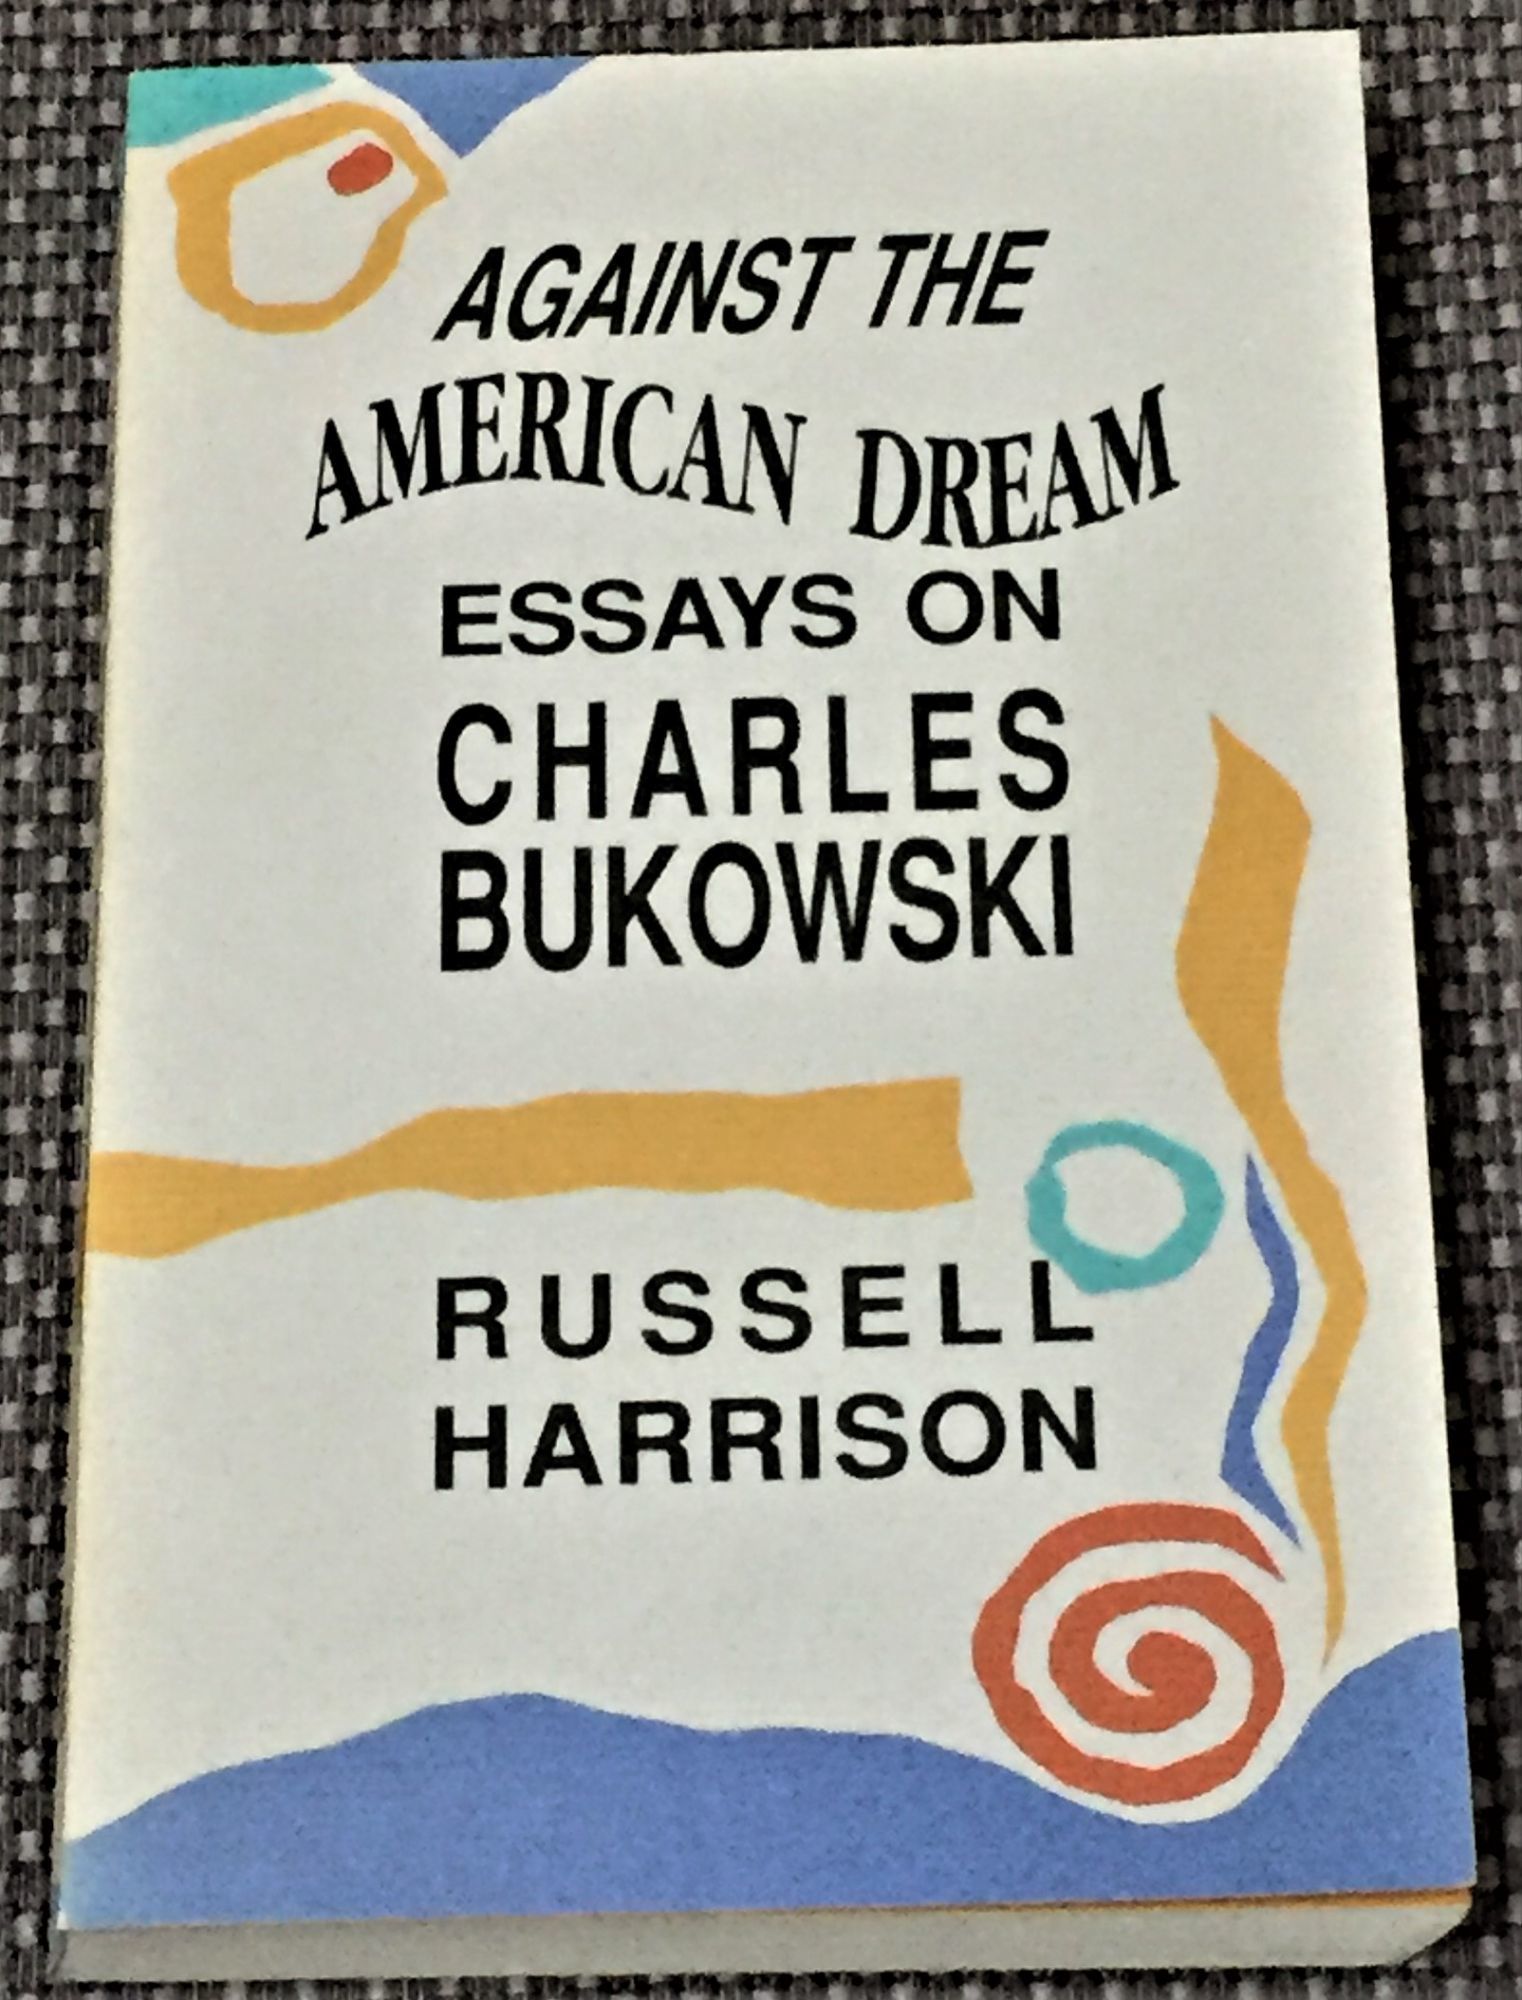 AGAINST THE
AMERICAN DREAM
ESSAYS ON
CHARLES
BUKOWSKI
RUSSELL
HARRISON